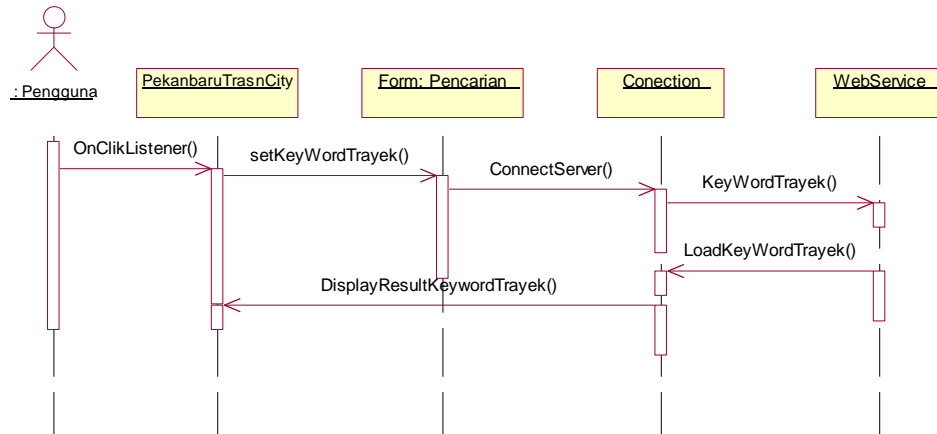 : Pengguna
PekanbaruTrasnCity
Form: Pencarian
Conection
WebService
OnClikListener()
setKeyWordTrayek()
ConnectServer()
KeyWordTrayek()
LoadKeyWordTrayek()
DisplayResultKeywordTrayek()